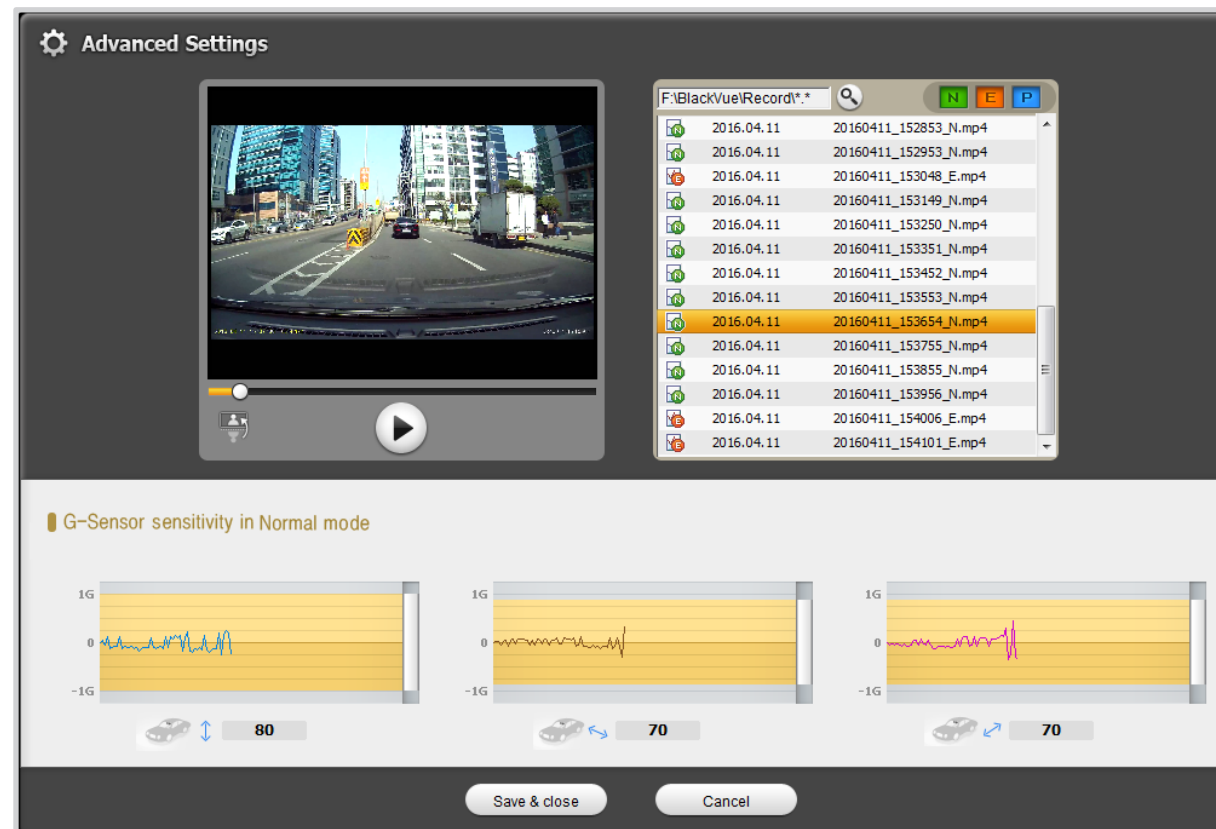 Advanced Settings
F:\BlackVue\Record\*.*
N E P
2016.04.11 20160411_152853_N.mp4
2016.04.11 20160411_152953_N.mp4
2016.04.11 20160411_153048_E.mp4
2016.04.11 20160411_153149_N.mp4
2016.04.11 20160411_153250_N.mp4
2016.04.11 20160411_153351_N.mp4
2016.04.11 20160411_153452_N.mp4
2016.04.11 20160411_153553_N.mp4
2016.04.11 20160411_153654_N.mp4
2016.04.11 20160411_153755_N.mp4
2016.04.11 20160411_153855_N.mp4
2016.04.11 20160411_153956_N.mp4
2016.04.11 20160411_154006_E.mp4
2016.04.11 20160411_154101_E.mp4
G-Sensor sensitivity in Normal mode
1G 1G 1G
0 0 0
-1G -1G -1G
80 70 70
Save & close Cancel